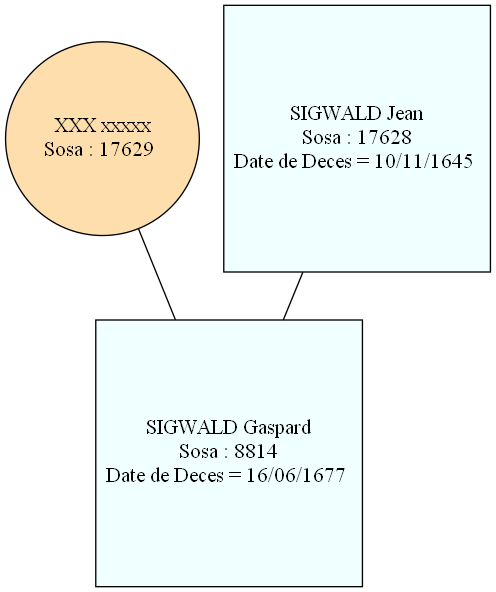 XXX xxxxx
Sosa : 17629
SIGWALD Jean
Sosa : 17628
Date de Deces = 10/11/1645
SIGWALD Gaspard
Sosa : 8814
Date de Deces = 16/06/1677